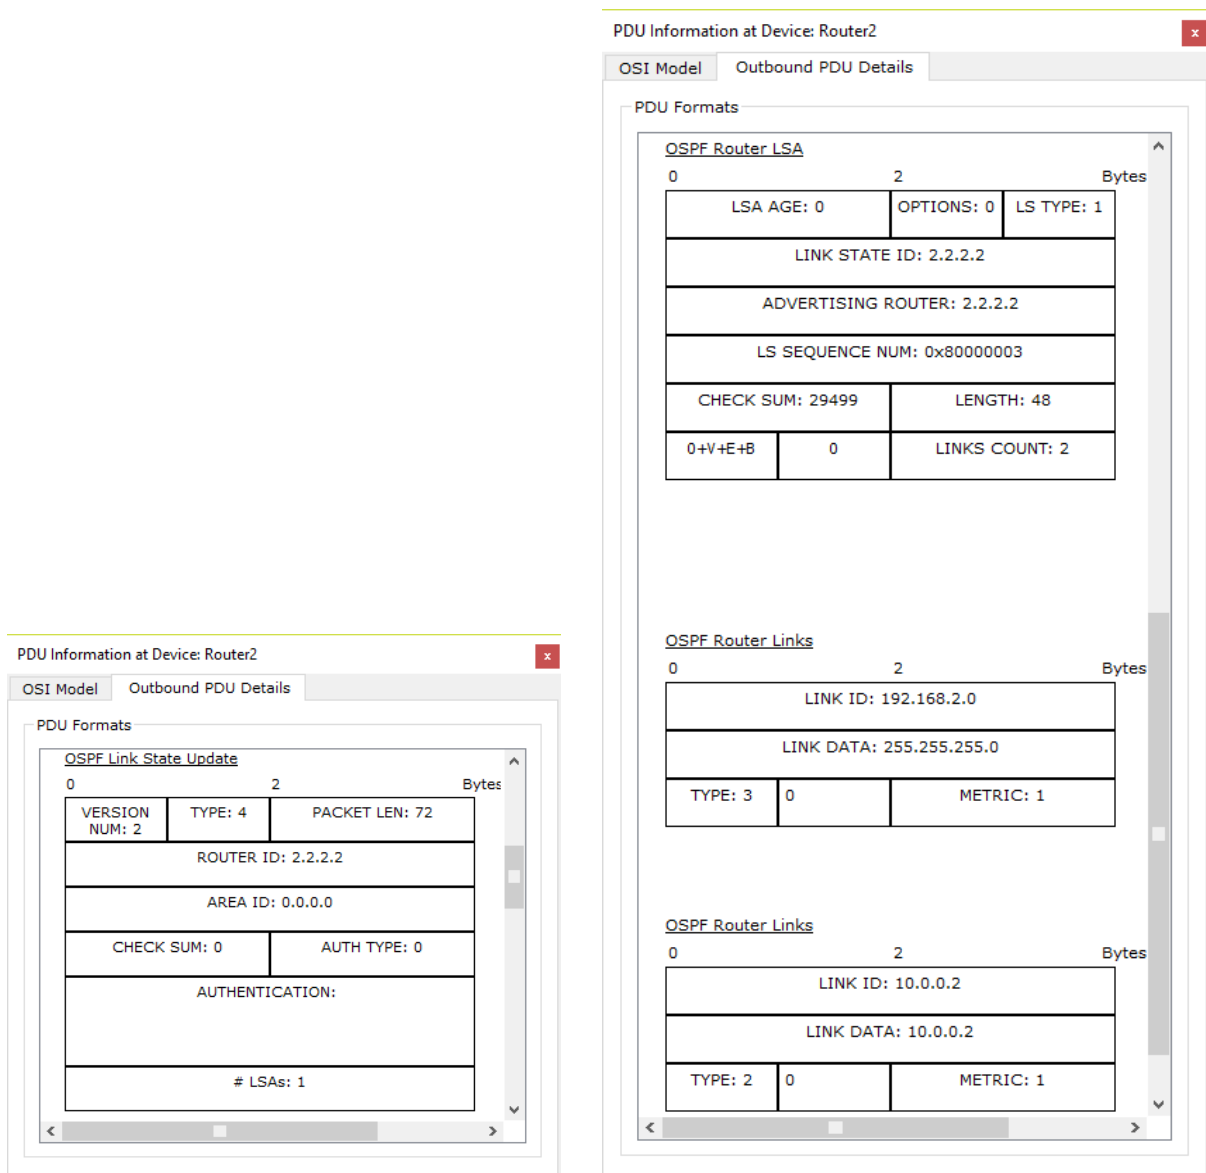 PDU Information at Device: Router2
x
OSI Model Outbound PDU Details
PDU Formats
OSPF Link State Update
0 2 Bytes
VERSION NUM: 2 TYPE: 4 PACKET LEN: 72
ROUTER ID: 2.2.2.2
AREA ID: 0.0.0.0
CHECK SUM: 0 AUTH TYPE: 0
AUTHENTICATION:
# LSAs: 1
PDU Information at Device: Router2
x
OSI Model Outbound PDU Details
PDU Formats
OSPF Router LSA
0 2 Bytes
LSA AGE: 0 OPTIONS: 0 LS TYPE: 1
LINK STATE ID: 2.2.2.2
ADVERTISING ROUTER: 2.2.2.2
LS SEQUENCE NUM: 0x80000003
CHECK SUM: 29499 LENGTH: 48
0+V+E+B 0 LINKS COUNT: 2
OSPF Router Links
0 2 Bytes
LINK ID: 192.168.2.0
LINK DATA: 255.255.255.0
TYPE: 3 0 METRIC: 1
OSPF Router Links
0 2 Bytes
LINK ID: 10.0.0.2
LINK DATA: 10.0.0.2
TYPE: 2 0 METRIC: 1